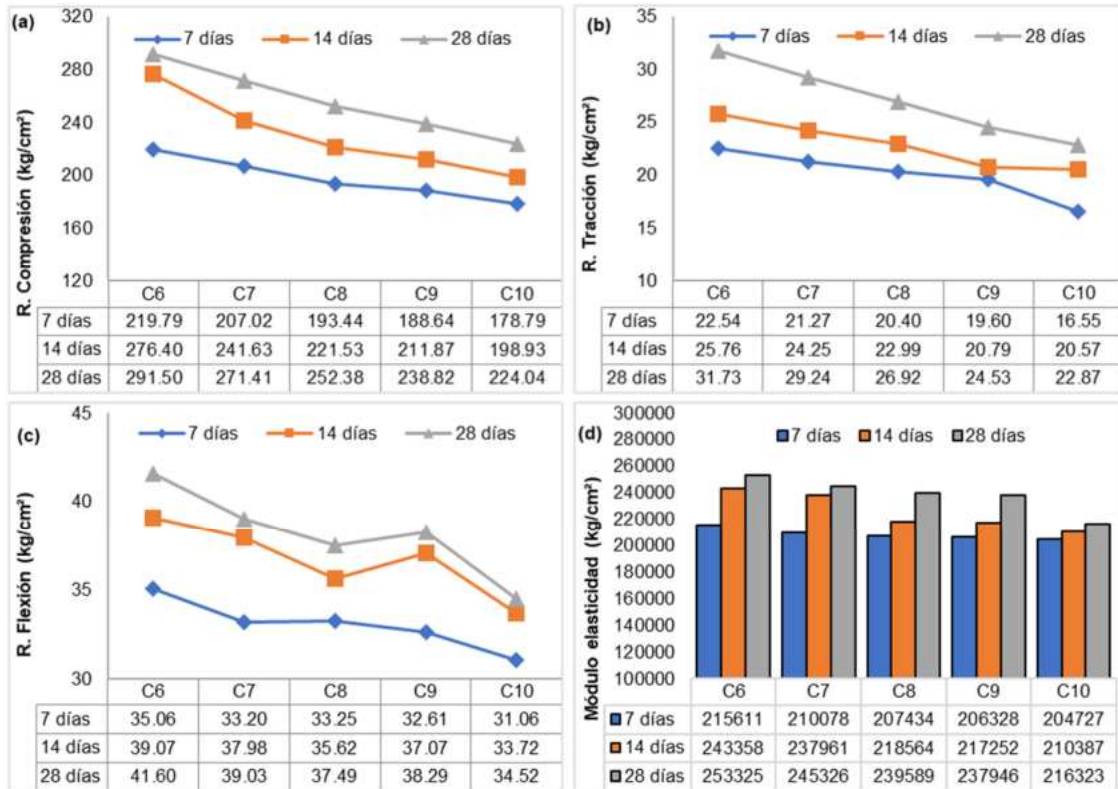 (a)
7 días 14 días 28 días
R. Compresión (kg/cm²)
320
280
240
200
160
120
C6 C7 C8 C9 C10
7 días 219.79 207.02 193.44 188.64 178.79
14 días 276.40 241.63 221.53 211.87 198.93
28 días 291.50 271.41 252.38 238.82 224.04
(b)
7 días 14 días 28 días
R. Tracción (kg/cm²)
35
30
25
20
15
10
C6 C7 C8 C9 C10
7 días 22.54 21.27 20.40 19.60 16.55
14 días 25.76 24.25 22.99 20.79 20.57
28 días 31.73 29.24 26.92 24.53 22.87
(c)
7 días 14 días 28 días
R. Flexión (kg/cm²)
45
40
35
30
C6 C7 C8 C9 C10
7 días 35.06 33.20 33.25 32.61 31.06
14 días 39.07 37.98 35.62 37.07 33.72
28 días 41.60 39.03 37.49 38.29 34.52
(d)
7 días 14 días 28 días
Módulo elasticidad (kg/cm²)
300000
280000
260000
240000
220000
200000
180000
160000
140000
120000
100000
C6 C7 C8 C9 C10
7 días 215611 210078 207434 206328 204727
14 días 243358 237961 218564 217252 210387
28 días 253325 245326 239589 237946 216323